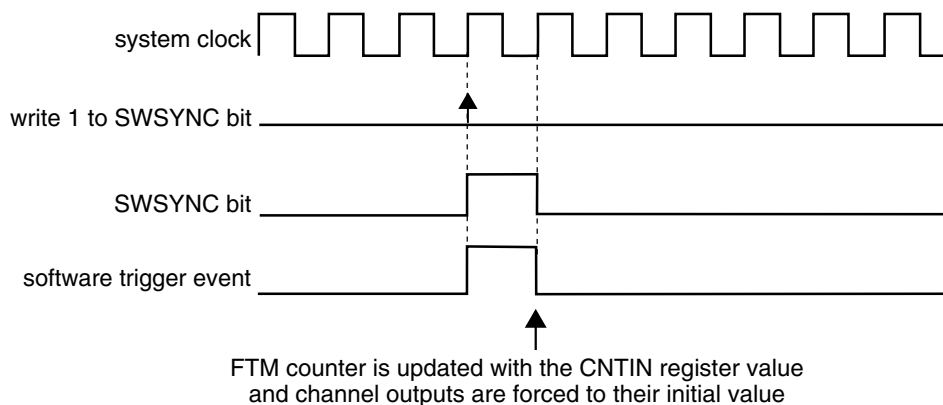 system clock
write 1 to SWSYNC bit
SWSYNC bit
software trigger event
FTM counter is updated with the CNTIN register value
and channel outputs are forced to their initial value